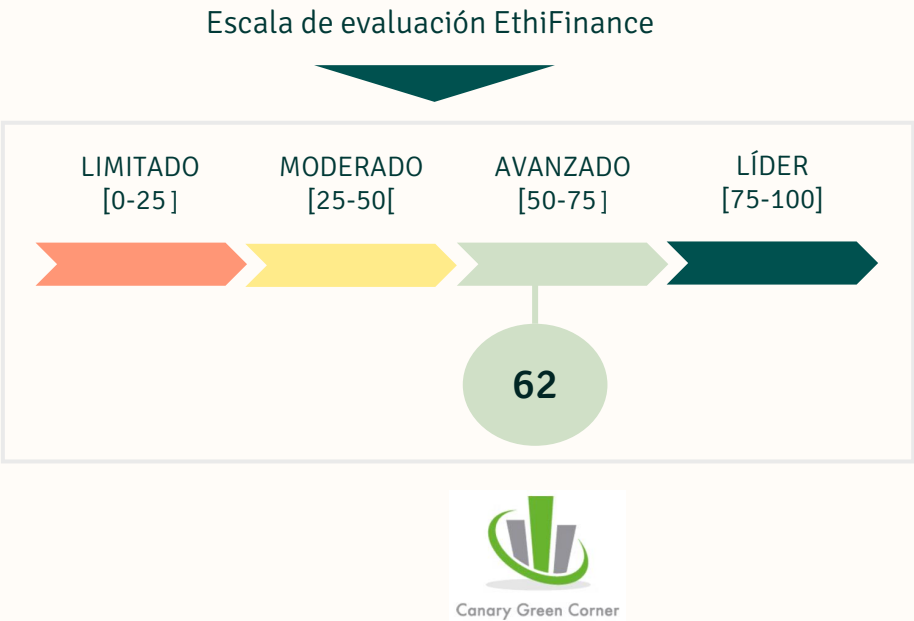 Escala de evaluación EthiFinance
LIMITADO
[0-25]
MODERADO
[25-50[
AVANZADO
[50-75]
LÍDER
[75-100]
62
Canary Green Corner